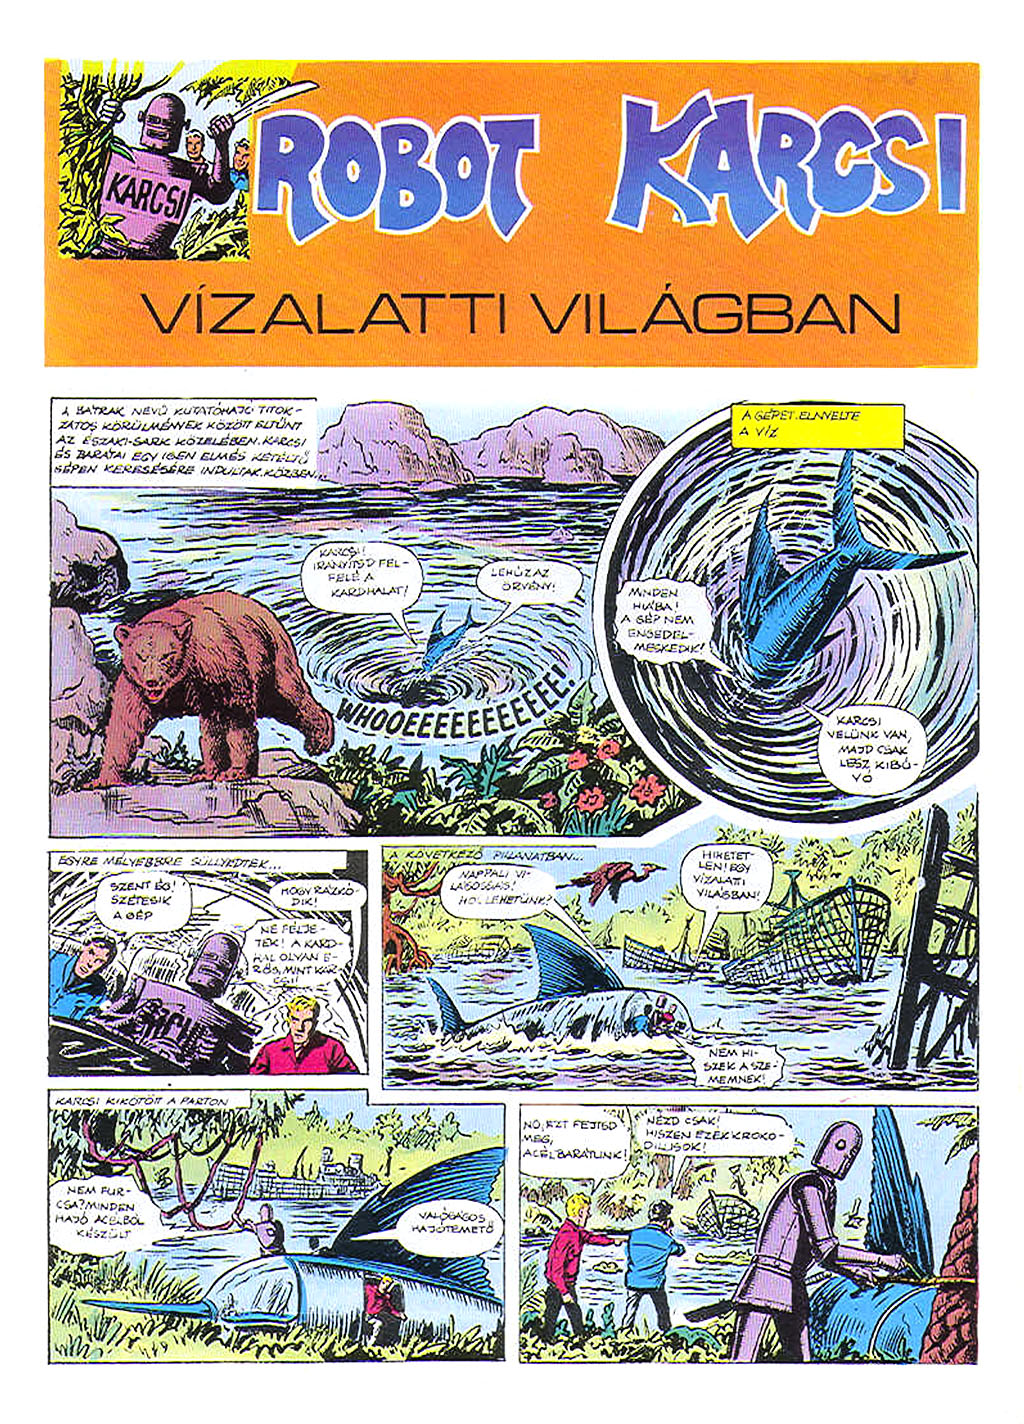 KARCSI
ROBOT KARCSI
VÍZALATTI VILÁGBAN
A BÁTRAK NEVŰ KUTATÓHAJÓ TITOK-
ZATOS KÖRÜLMÉNYEK KÖZÖTT ELTŰNT
AZ ÉSZAKI-SARK KÖZELÉBEN. KARCSI
ÉS BARÁTAI EGY IGEN ELMÉS KÉTÉLTŰ
GÉPEN KERESÉSÉRE INDULTAK. KÖZBEN
KARCSI!
IRÁNYÍTSD FEL-
FELÉ A
KARDHALAT!
LEHÚZ AZ
ÖRVÉNY!
WHOOEEEEEEEEEEE!
A GÉPET ELNYELTE
A VÍZ
MINDEN
HIÁBA!
A GÉP NEM
ENGEDEL-
MESKEDIK!
KARCSI
VELÜNK VAN,
MAJD CSAK
LESZ KIBÚ-
VÓ
EGYRE MÉLYEBBRE SÜLLYEDTEK...
SZENT ÉG!
SZÉTESIK
A GÉP
HOGY RÁZKÓ-
DIK!
NE FÉLJE-
TEK! A KARD-
HAL OLYAN E-
RŐS, MINT KAR
CSI!
A KÖVETKEZŐ PILLANATBAN...
NAPPALI VI-
LÁGOSSÁG!
HOL LEHETÜNK?
HIHETET-
LEN! EGY
VÍZALATTI
VILÁGBAN!
NEM HI-
SZEK A SZE-
MEMNEK!
KARCSI KIKÖTÖTT A PARTON
NEM FUR-
CSA? MINDEN
HAJÓ ACÉLBÓL
KÉSZÜLT
VALÓSÁGOS
HAJÓTEMETŐ
NO, EZT FEJTSD
MEG,
ACÉLBARÁTUNK!
NÉZD CSAK!
HISZEN EZEK KROKO-
DILUSOK!